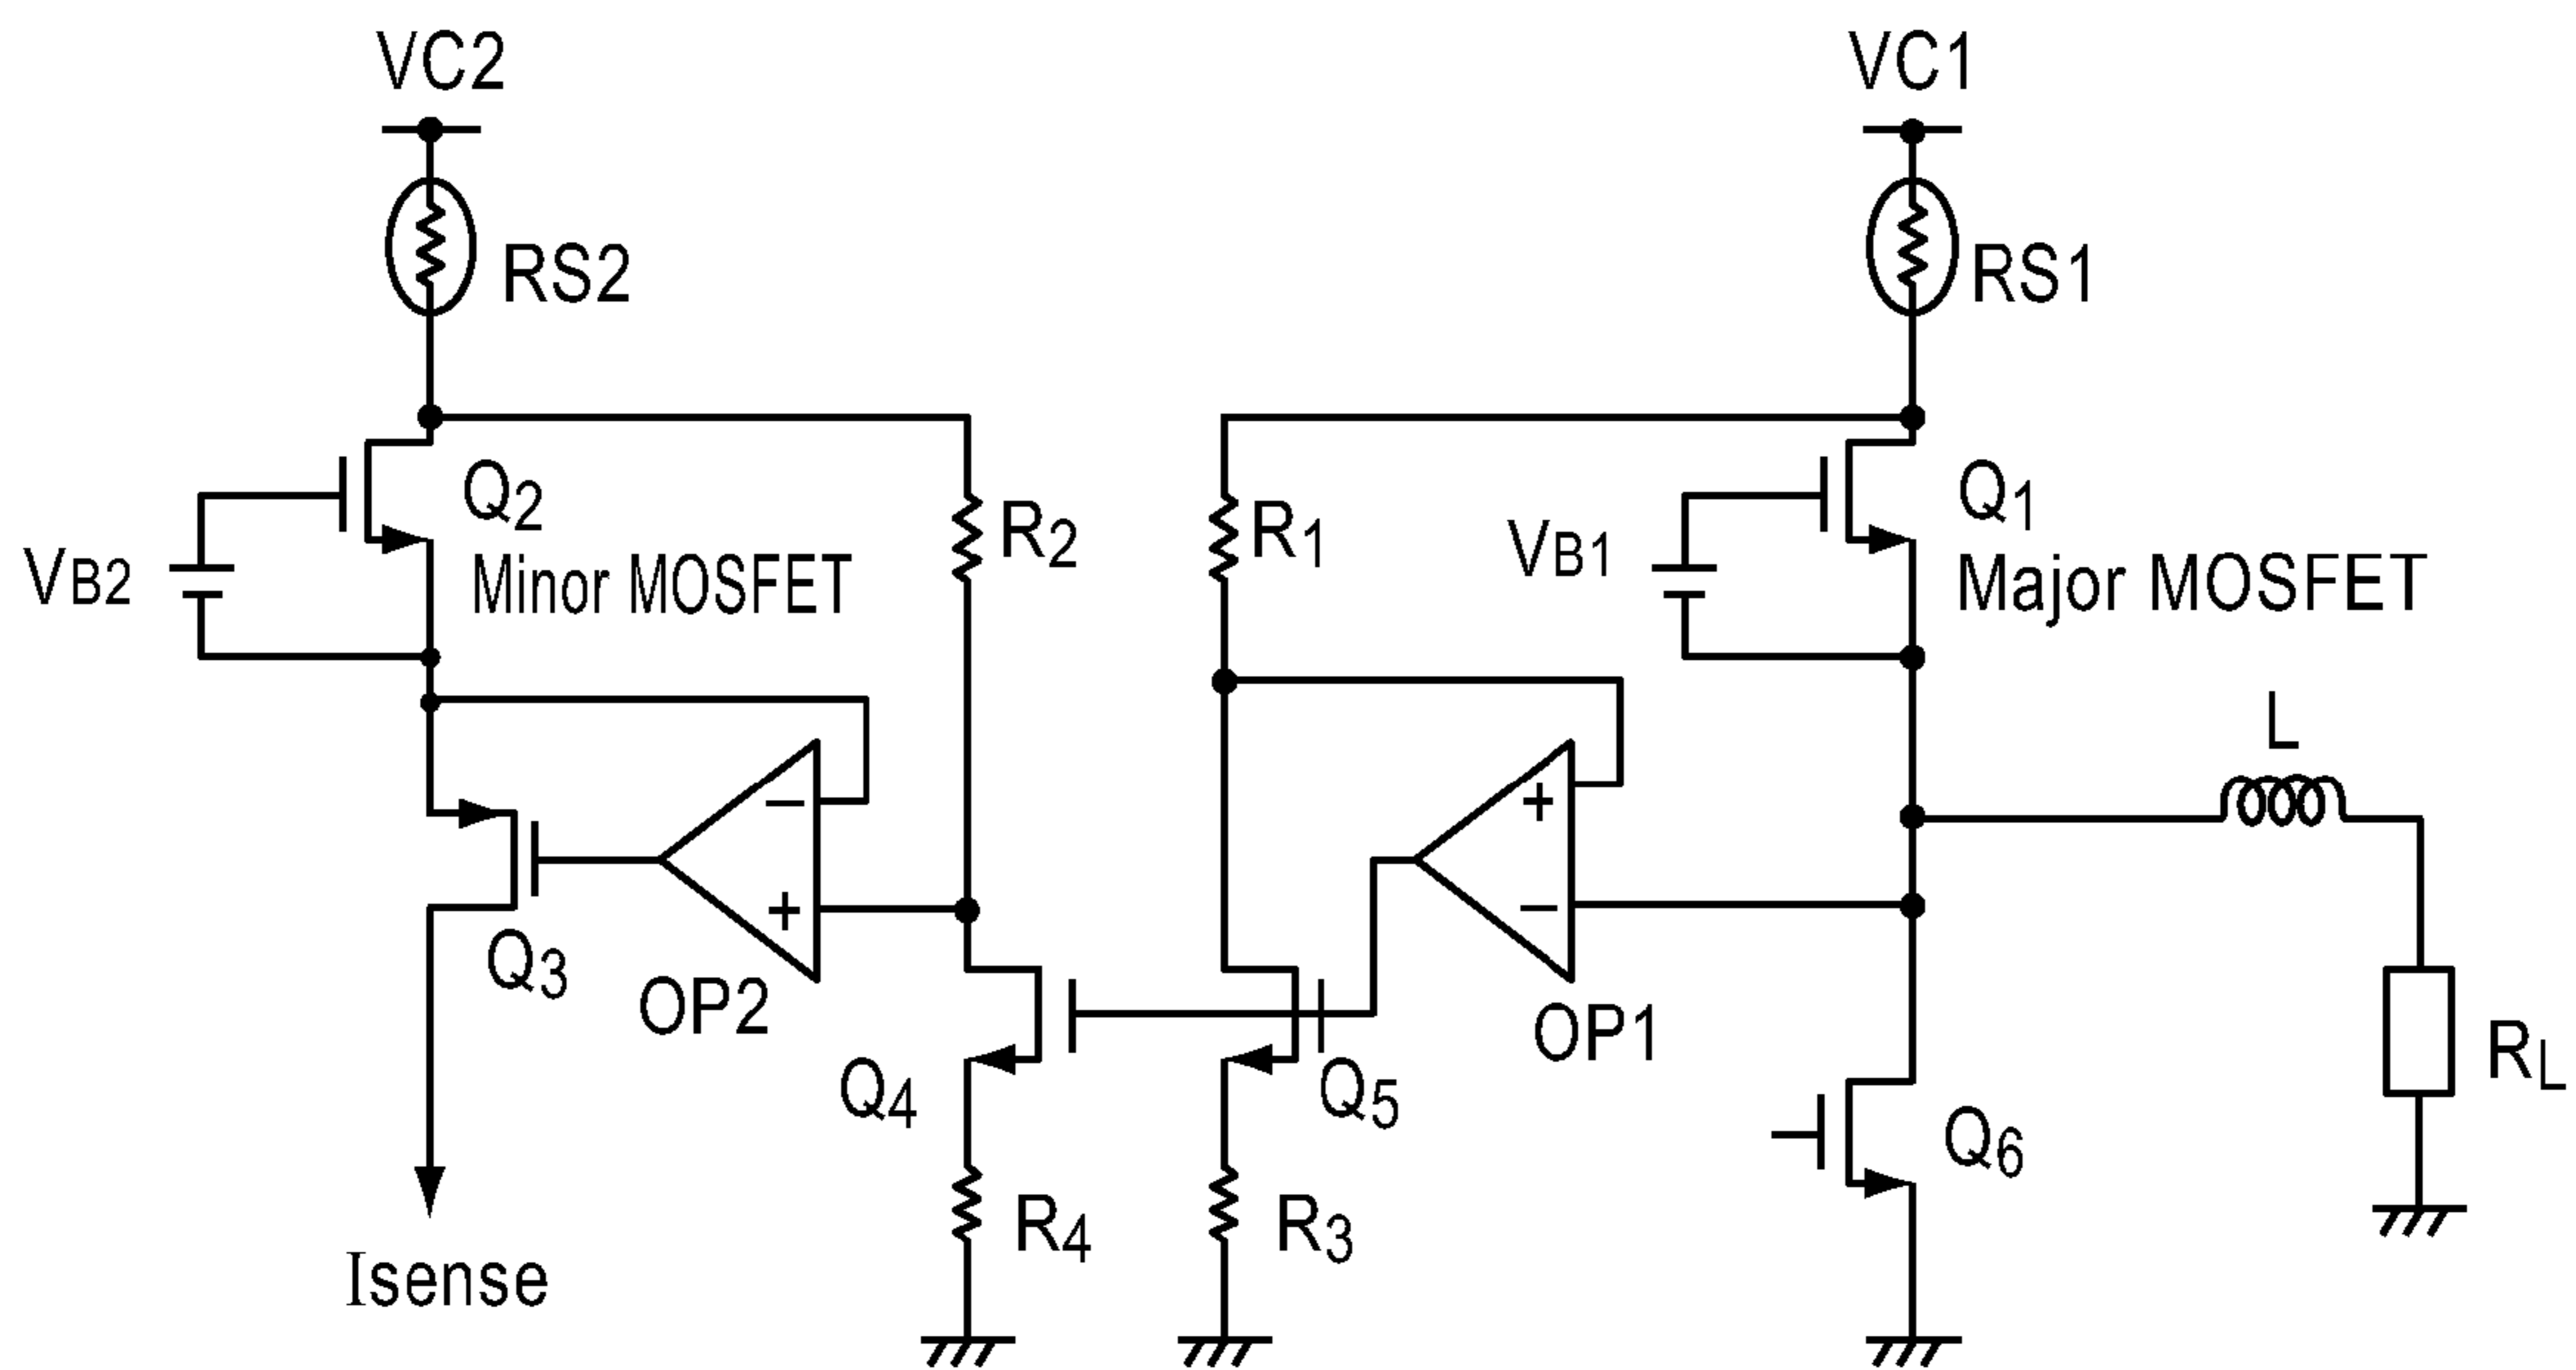 VC2
VC1
RS2
RS1
Q2
Minor MOSFET
VB2
R2
R1
VB1
Q1
Major MOSFET
L
−
+
+
−
Q3
OP2
OP1
Q4
Q5
Q6
RL
R4
R3
Isense